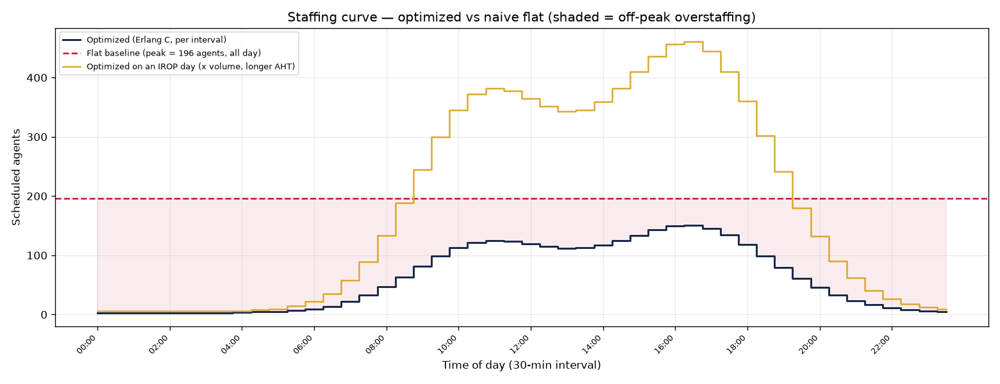 Staffing curve — optimized vs naive flat (shaded = off-peak overstaffing)
Optimized (Erlang C, per interval)
Flat baseline (peak = 196 agents, all day)
Optimized on an IROP day (x volume, longer AHT)
Scheduled agents
400
300
200
100
0
00:00
02:00
04:00
06:00
08:00
10:00
12:00
14:00
16:00
18:00
20:00
22:00
Time of day (30-min interval)